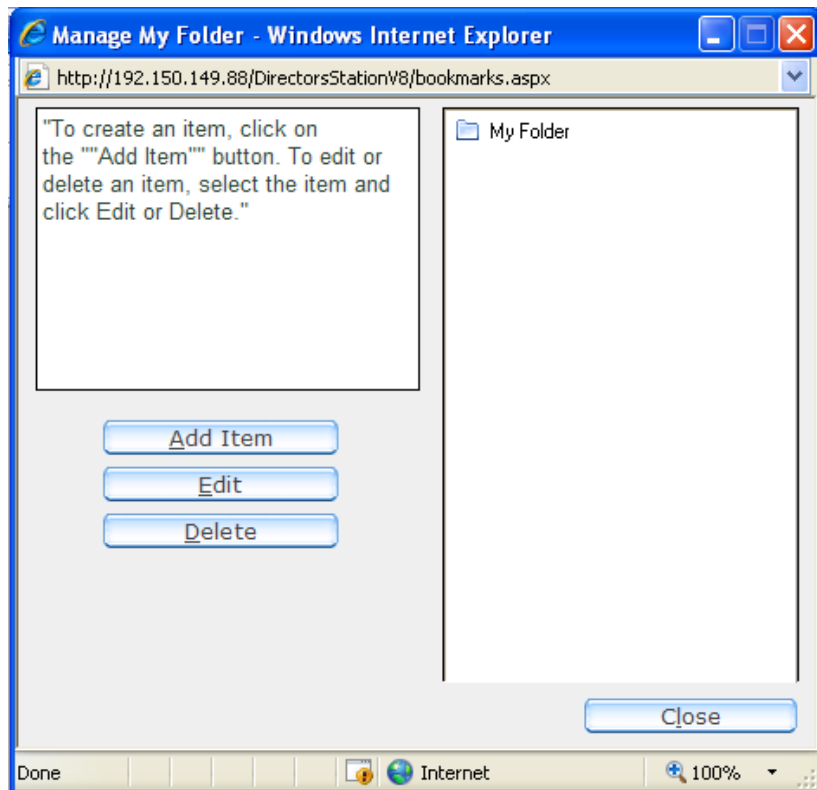 Manage My Folder - Windows Internet Explorer
http://192.150.149.88/DirectorsStationV8/bookmarks.aspx
"To create an item, click on
the ""Add Item"" button. To edit or
delete an item, select the item and
click Edit or Delete."
My Folder
Add Item
Edit
Delete
Close
Done
Internet
100%